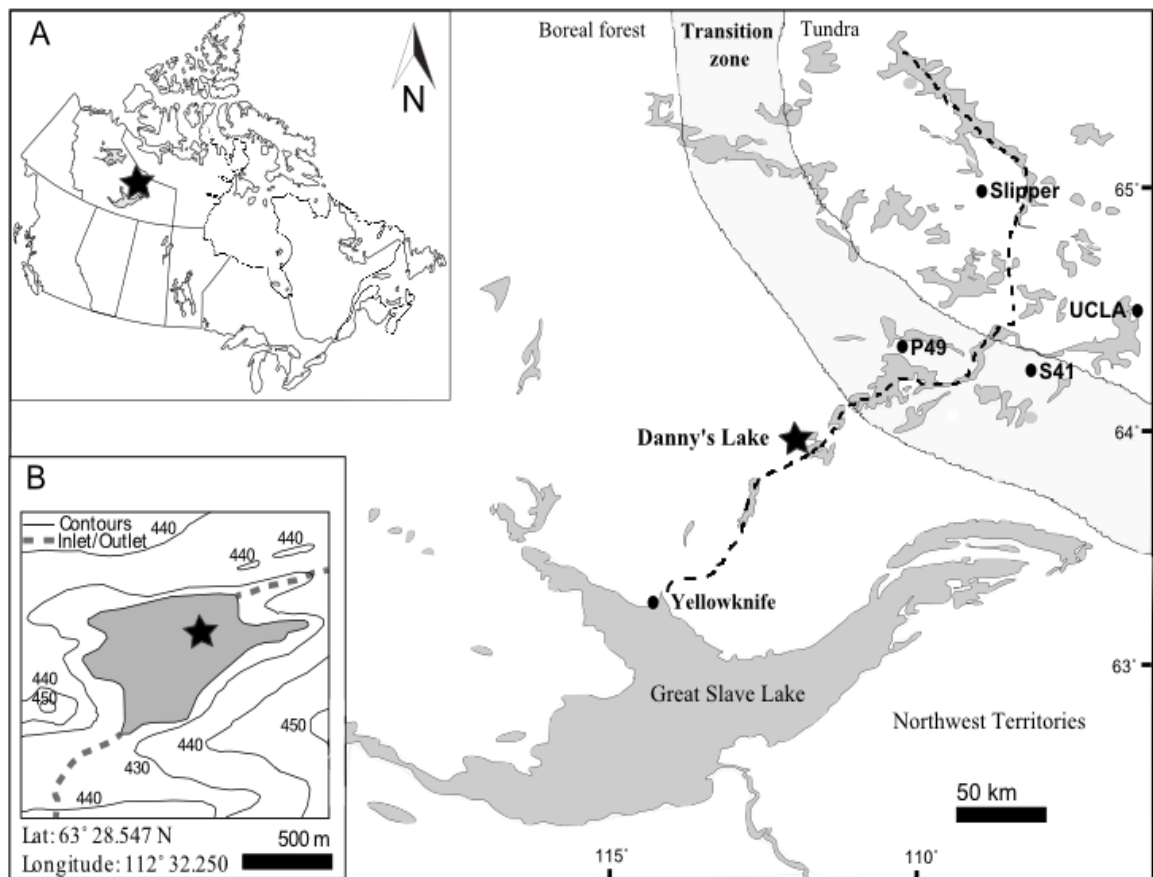 A
N
Boreal forest
Transition
zone
Tundra
65°
Slipper
UCLA
P49
S41
64°
Danny's Lake
Yellowknife
63°
Great Slave Lake
Northwest Territories
50 km
115°
110°
B
Contours
Inlet/Outlet
440
440
440
440
450
450
440
430
440
Lat: 63° 28.547 N
Longitude: 112° 32.250
500 m